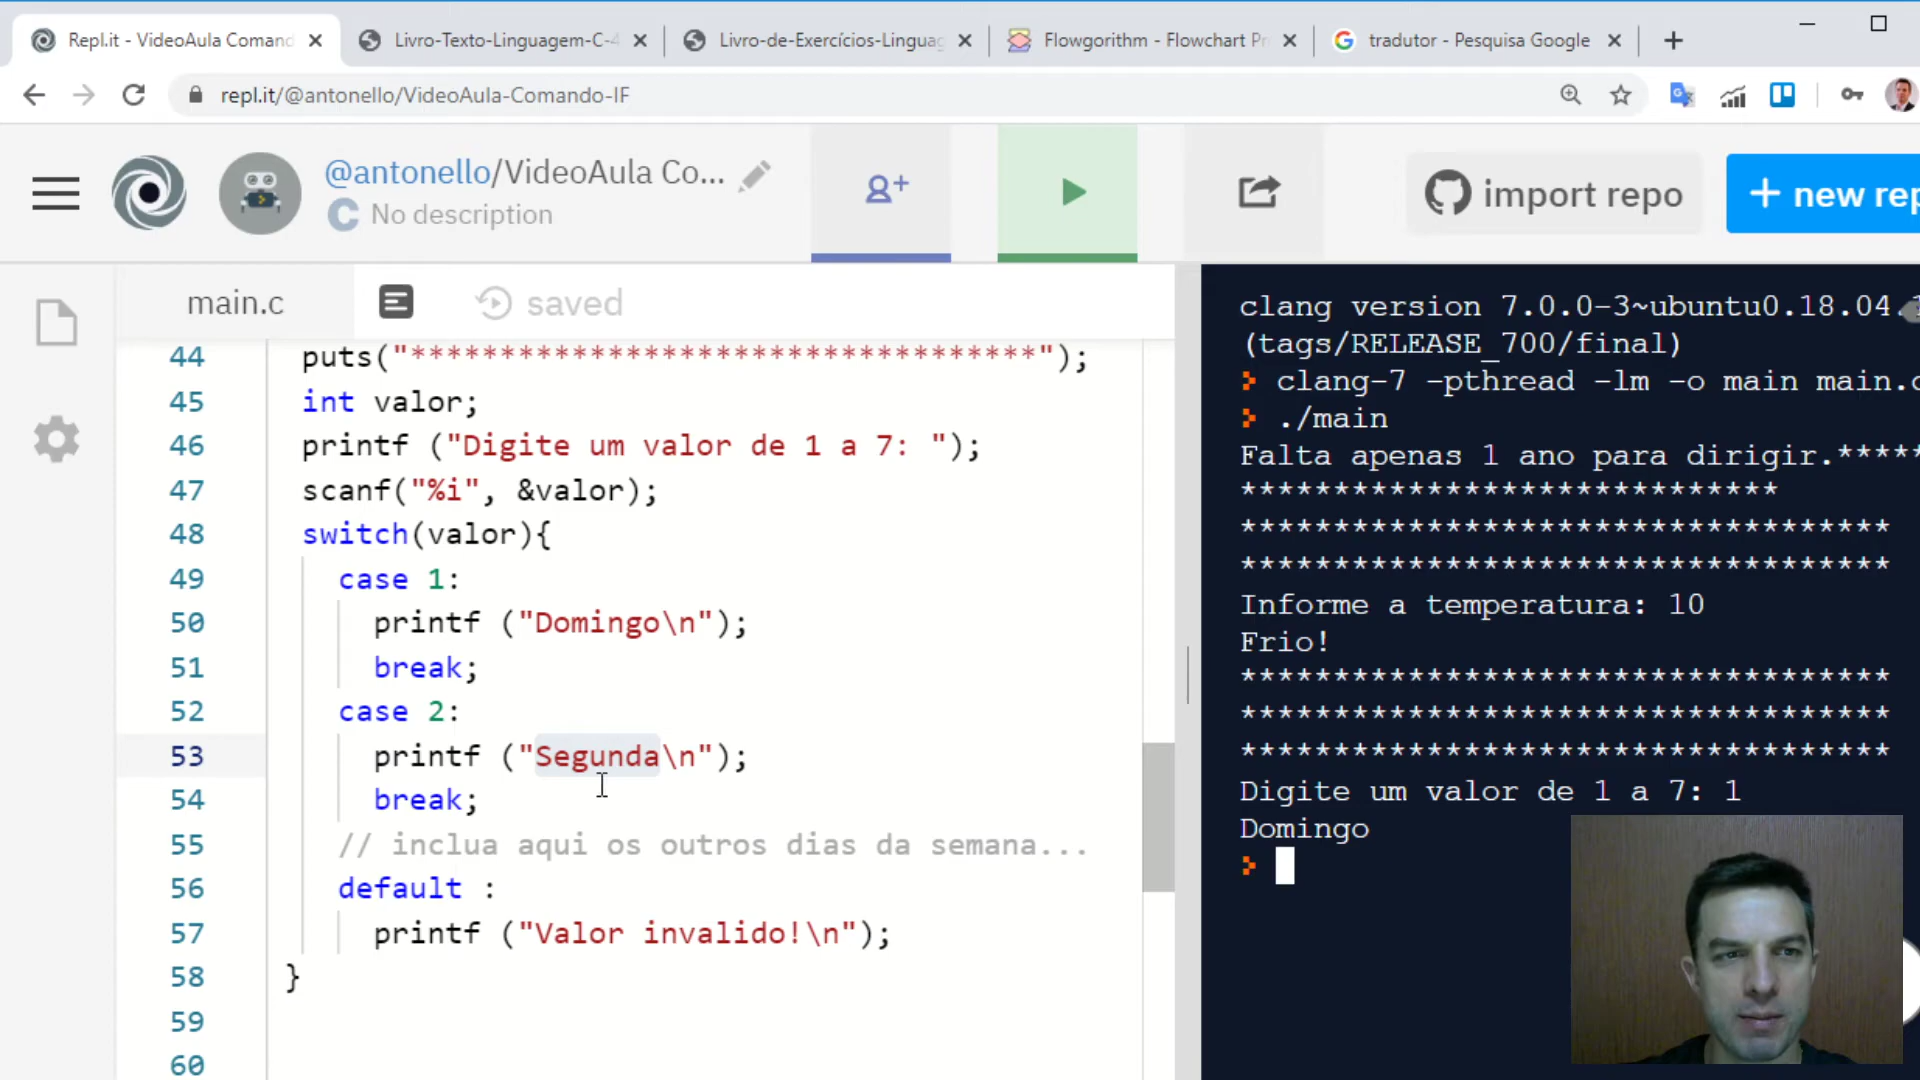 Repl.it - VideoAula Comand
Livro-Texto-Linguagem-C-4
Livro-de-Exercícios-Linguag
Flowgorithm - Flowchart Pr
tradutor - Pesquisa Google
repl.it/@antonello/VideoAula-Comando-IF
@antonello/VideoAula Co...
No description
import repo
+ new rep
main.c
saved
44 puts("***********************************");
45 int valor;
46 printf ("Digite um valor de 1 a 7: ");
47 scanf("%i", &valor);
48 switch(valor){
49 case 1:
50 printf ("Domingo\n");
51 break;
52 case 2:
53 printf ("Segunda\n");
54 break;
55 // inclua aqui os outros dias da semana...
56 default :
57 printf ("Valor invalido!\n");
58 }
59
60
clang version 7.0.0-3~ubuntu0.18.04.1
(tags/RELEASE_700/final)
clang-7 -pthread -lm -o main main.c
./main
Falta apenas 1 ano para dirigir.*****
*****************************
***********************************
***********************************
Informe a temperatura: 10
Frio!
***********************************
***********************************
***********************************
Digite um valor de 1 a 7: 1
Domingo